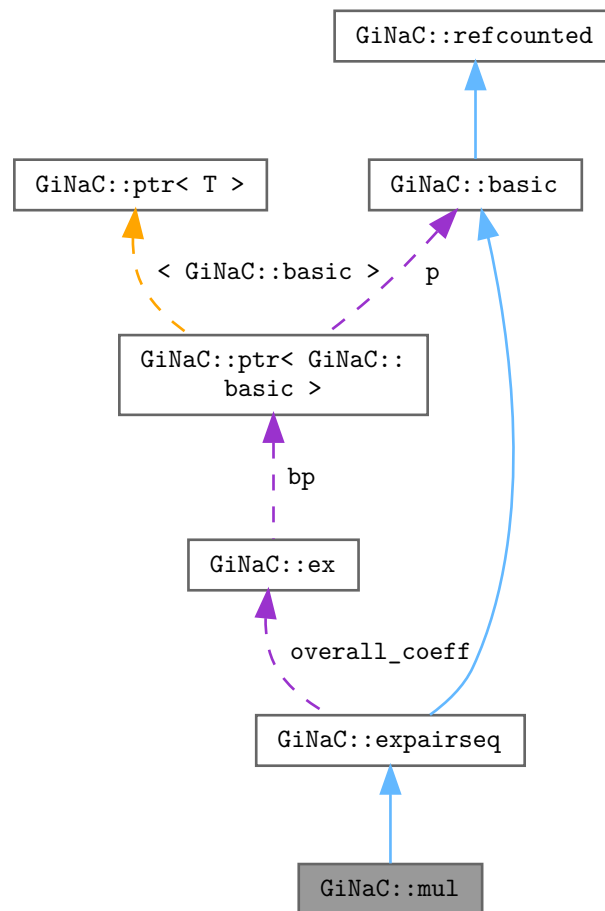 GiNaC::refcounted
GiNaC::ptr< T >
GiNaC::basic
< GiNaC::basic >
p
GiNaC::ptr< GiNaC::
basic >
bp
GiNaC::ex
overall_coeff
GiNaC::expairseq
GiNaC::mul